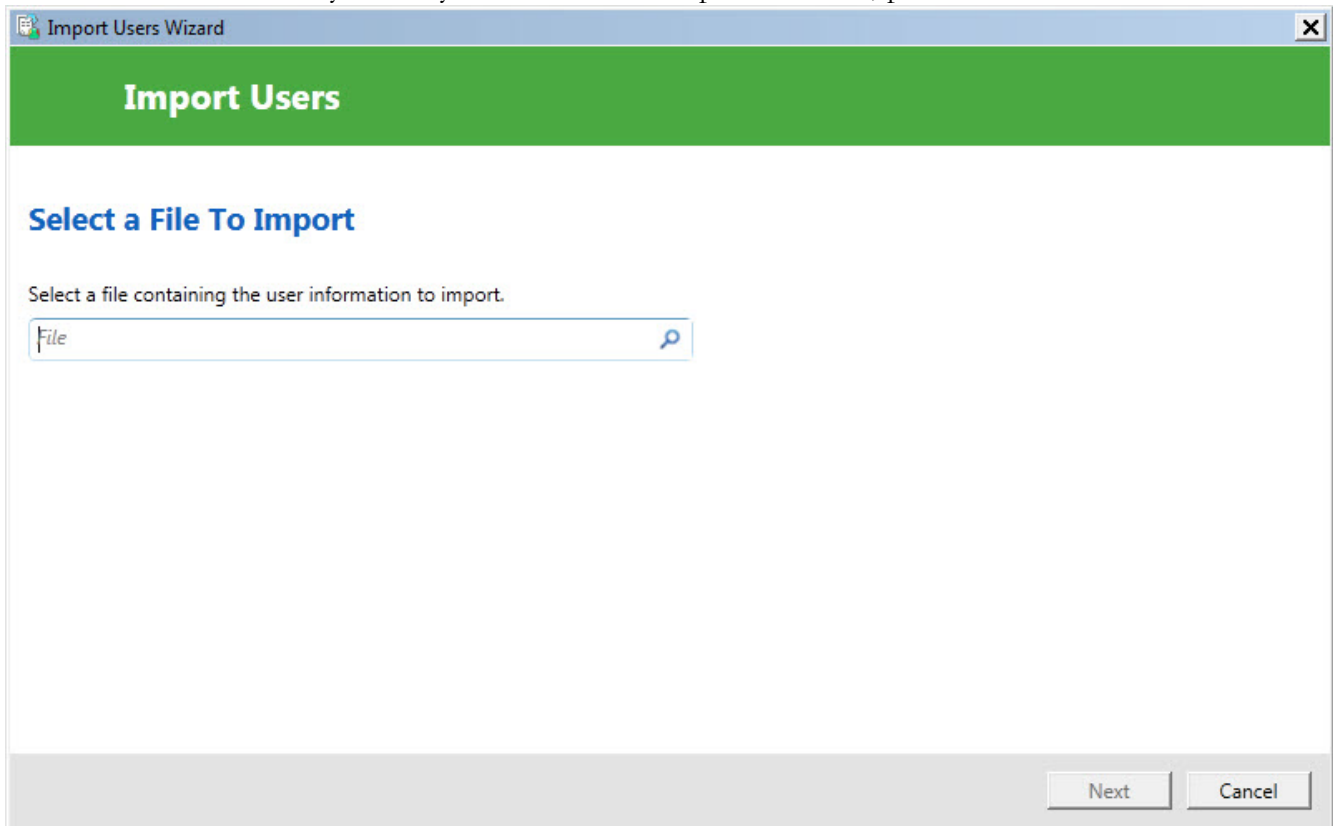 Import Users Wizard
Import Users
Select a File To Import
Select a file containing the user information to import.
File
Next
Cancel